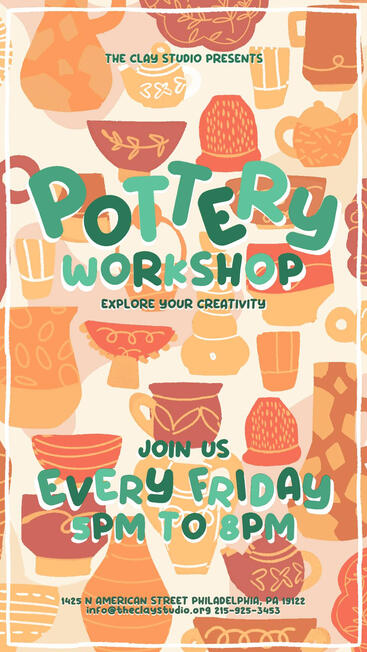 THE CLAY STUDIO PRESENTS
POTTERY
WORKSHOP
EXPLORE YOUR CREATIVITY
JOIN US
EVERY FRIDAY
5PM TO 8PM
1425 N AMERICAN STREET PHILADELPHIA, PA 19122
info@theclaystudio.org 215-925-3453